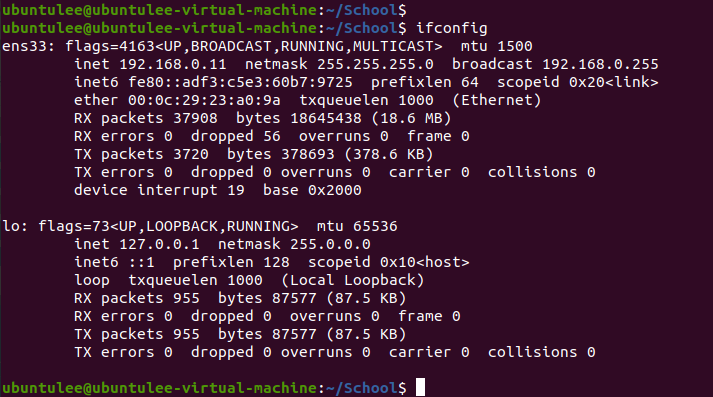 ubuntulee@ubuntulee-virtual-machine:~/School$
ubuntulee@ubuntulee-virtual-machine:~/School$ ifconfig
ens33: flags=4163<UP,BROADCAST,RUNNING,MULTICAST>  mtu 1500
        inet 192.168.0.11  netmask 255.255.255.0  broadcast 192.168.0.255
        inet6 fe80::adf3:c5e3:60b7:9725  prefixlen 64  scopeid 0x20<link>
        ether 00:0c:29:23:a0:9a  txqueuelen 1000  (Ethernet)
        RX packets 37908  bytes 18645438 (18.6 MB)
        RX errors 0  dropped 56  overruns 0  frame 0
        TX packets 3720  bytes 378693 (378.6 KB)
        TX errors 0  dropped 0 overruns 0  carrier 0  collisions 0
        device interrupt 19  base 0x2000
lo: flags=73<UP,LOOPBACK,RUNNING>  mtu 65536
        inet 127.0.0.1  netmask 255.0.0.0
        inet6 ::1  prefixlen 128  scopeid 0x10<host>
        loop  txqueuelen 1000  (Local Loopback)
        RX packets 955  bytes 87577 (87.5 KB)
        RX errors 0  dropped 0  overruns 0  frame 0
        TX packets 955  bytes 87577 (87.5 KB)
        TX errors 0  dropped 0 overruns 0  carrier 0  collisions 0
ubuntulee@ubuntulee-virtual-machine:~/School$